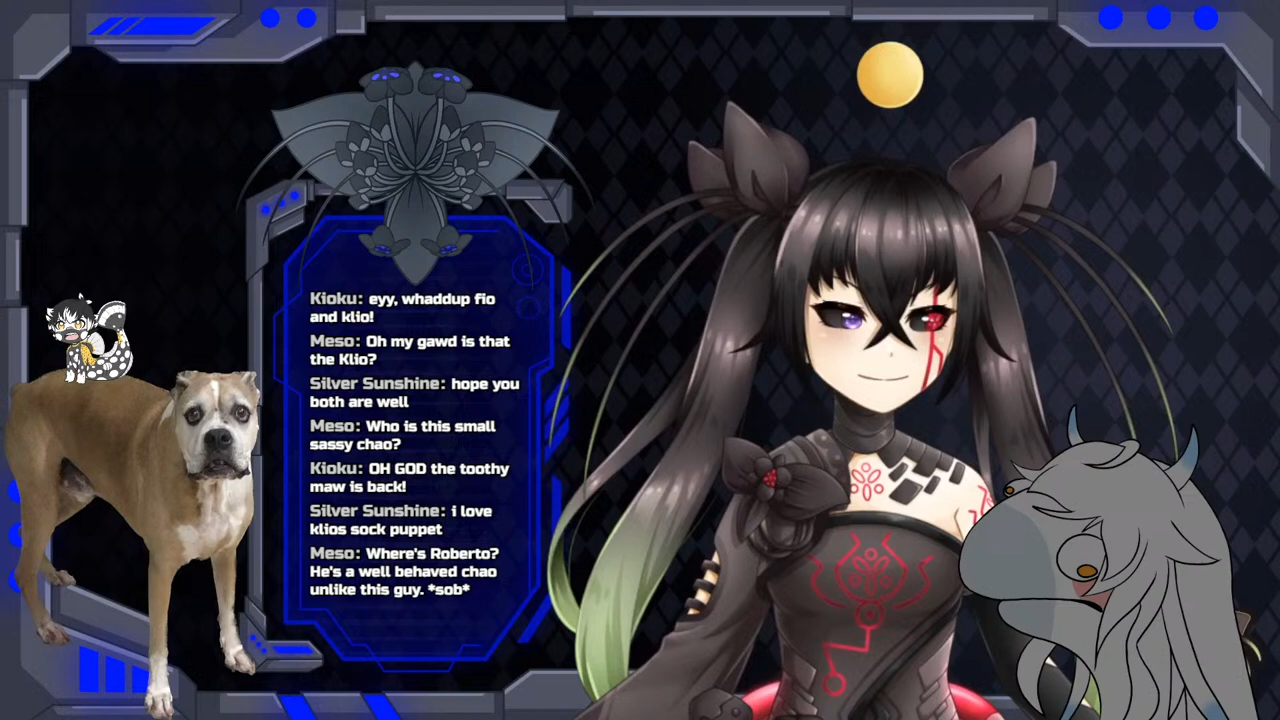 Kioku: eyy, whaddup fio
and klio!
Meso: Oh my gawd is that
the Klio?
Silver Sunshine: hope you
both are well
Meso: Who is this small
sassy chao?
Kioku: OH GOD the toothy
maw is back!
Silver Sunshine: i love
klios sock puppet
Meso: Where's Roberto?
He's a well behaved chao
unlike this guy. *sob*